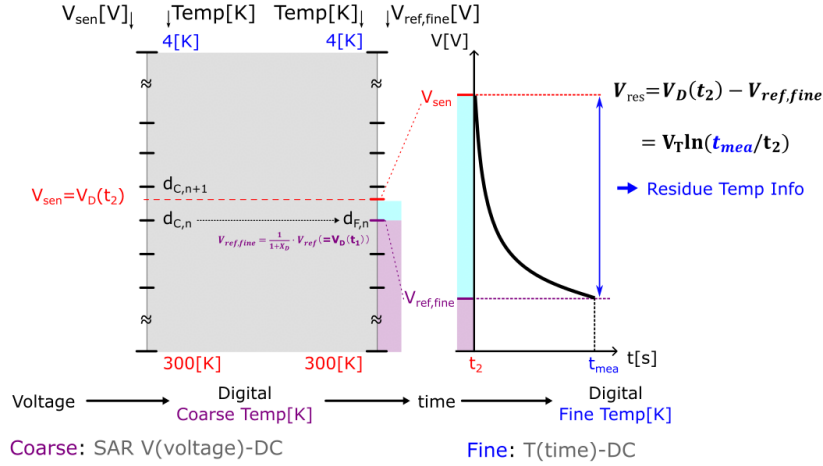 V_sen[V]↓ ↓Temp[K] Temp[K]↓ ↓V_ref,fine[V]
4[K] 4[K] V[V]
V_sen
V_res=V_D(t_2) − V_ref,fine
= V_T ln(t_mea/t_2)
➡ Residue Temp Info
d_C,n+1
V_sen=V_D(t_2)
d_C,n d_F,n
V_ref,fine = 1/(1+X_D) · V_ref(=V_D(t_1))
V_ref,fine
300[K] 300[K] t_2 t_mea t[s]
Voltage Digital time Digital
Coarse Temp[K] Fine Temp[K]
Coarse: SAR V(voltage)-DC Fine: T(time)-DC